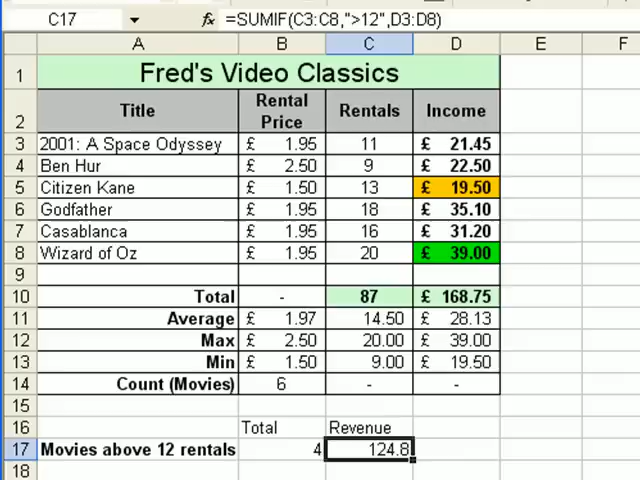 C17 fx =SUMIF(C3:C8,">12",D3:D8)
A B C D E F
1 Fred's Video Classics
2 Title Rental Price Rentals Income
3 2001: A Space Odyssey £ 1.95 11 £ 21.45
4 Ben Hur £ 2.50 9 £ 22.50
5 Citizen Kane £ 1.50 13 £ 19.50
6 Godfather £ 1.95 18 £ 35.10
7 Casablanca £ 1.95 16 £ 31.20
8 Wizard of Oz £ 1.95 20 £ 39.00
9
10 Total - 87 £ 168.75
11 Average £ 1.97 14.50 £ 28.13
12 Max £ 2.50 20.00 £ 39.00
13 Min £ 1.50 9.00 £ 19.50
14 Count (Movies) 6 - -
15
16 Total Revenue
17 Movies above 12 rentals 4 124.8
18